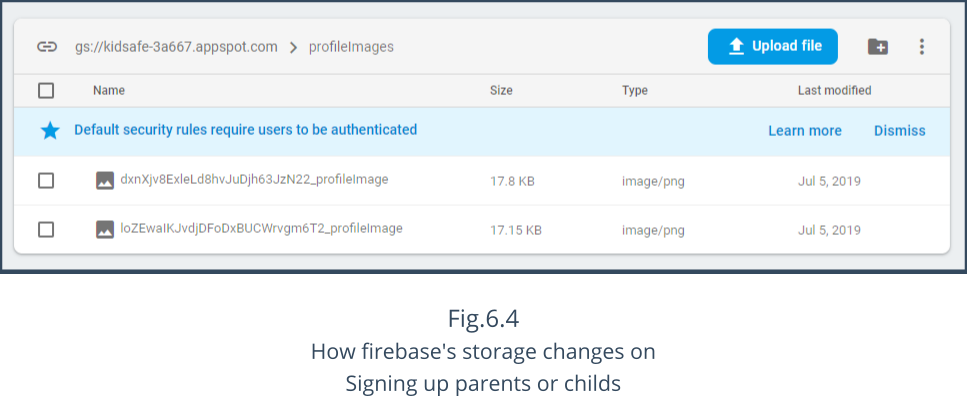 gs://kidsafe-3a667.appspot.com > profileImages Upload file
Name Size Type Last modified
Default security rules require users to be authenticated Learn more Dismiss
dxnXjv8ExleLd8hvJuDjh63JzN22_profileImage 17.8 KB image/png Jul 5, 2019
loZEwaIKJvdjDFoDxBUCWrvgm6T2_profileImage 17.15 KB image/png Jul 5, 2019
Fig.6.4
How firebase's storage changes on
Signing up parents or childs